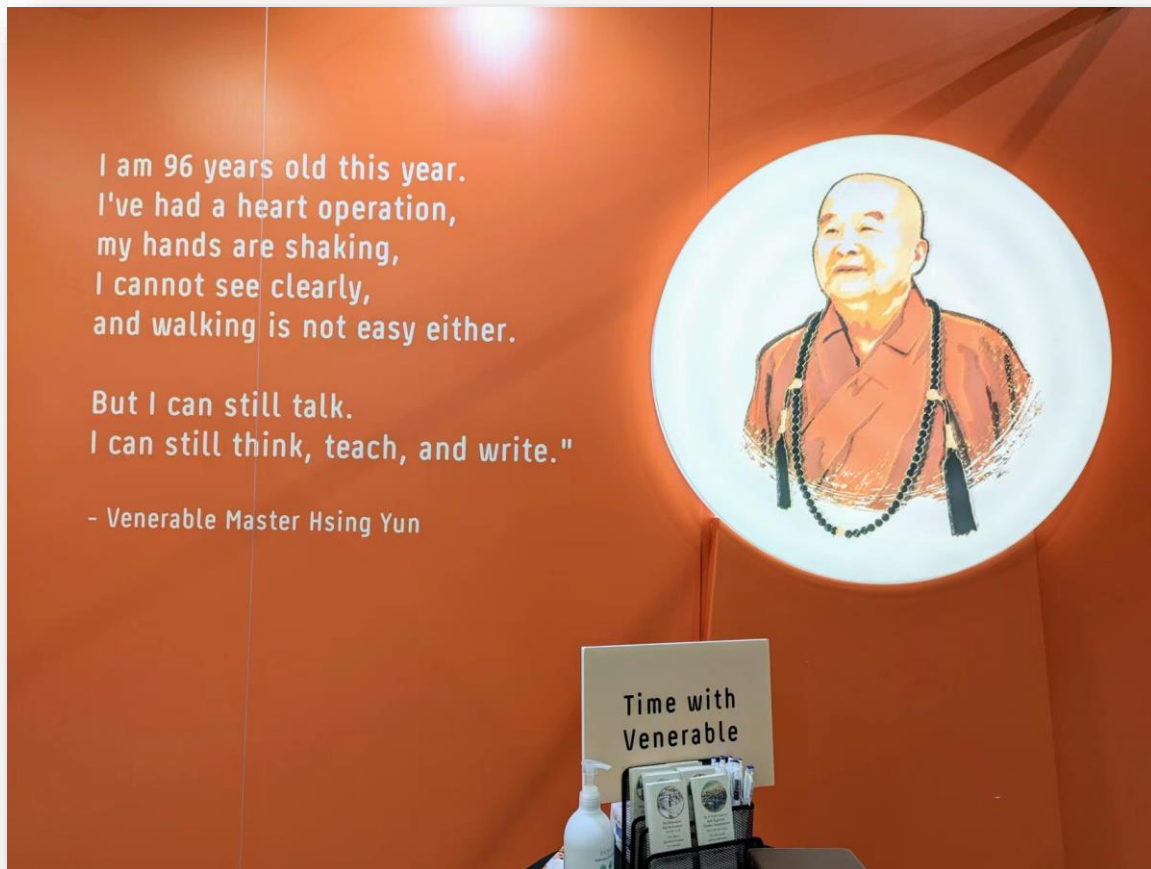 I am 96 years old this year.
I've had a heart operation,
my hands are shaking,
I cannot see clearly,
and walking is not easy either.
But I can still talk.
I can still think, teach, and write."
- Venerable Master Hsing Yun
Time with
Venerable